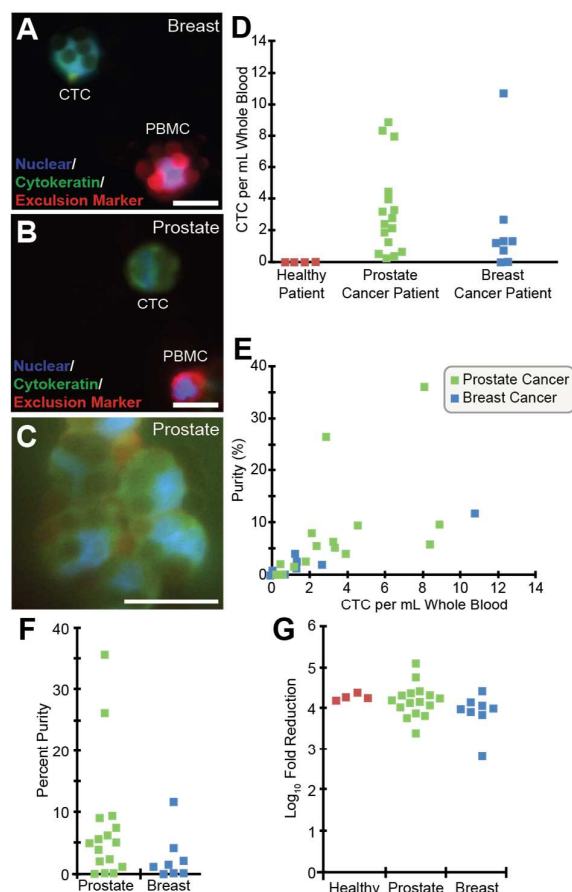 A
Breast
CTC
PBMC
Nuclear/
Cytokeratin/
Exculsion Marker
B
Prostate
CTC
PBMC
Nuclear/
Cytokeratin/
Exclusion Marker
C
Prostate
D
CTC per mL Whole Blood
14
12
10
8
6
4
2
0
Healthy Patient
Prostate Cancer Patient
Breast Cancer Patient
E
Prostate Cancer
Breast Cancer
Purity (%)
40
30
20
10
0
0 2 4 6 8 10 12 14
CTC per mL Whole Blood
F
Percent Purity
40
30
20
10
0
Prostate Breast
G
Log₁₀ Fold Reduction
6
5
4
2
1
0
Healthy Prostate Breast